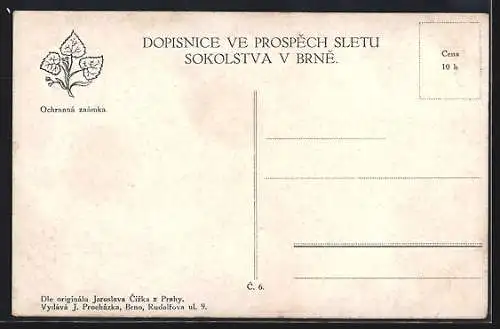 DOPISNICE VE PROSPĚCH SLETU
SOKOLSTVA V BRNĚ.
Cena
10 h
Ochranná známka.
Č. 6.
Dle originálu Jaroslava Čížka z Prahy.
Vydává J. Procházka, Brno, Rudolfova ul. 9.